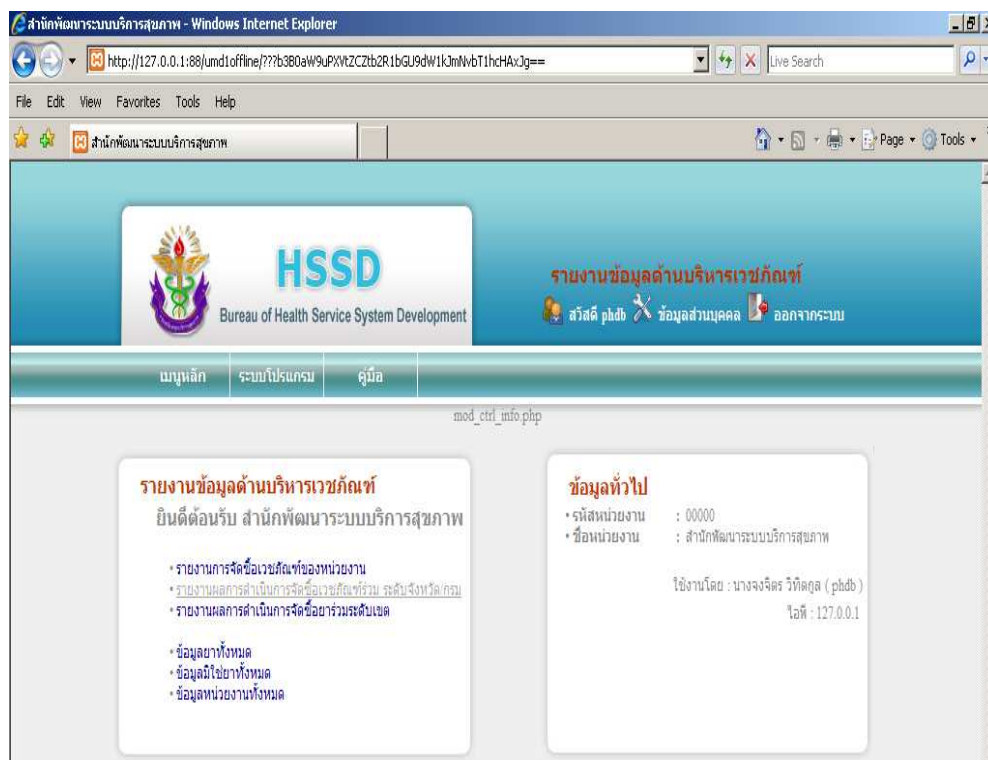 สำนักพัฒนาระบบบริการสุขภาพ - Windows Internet Explorer
Live Search
File Edit View Favorites Tools Help
สำนักพัฒนาระบบบริการสุขภาพ
Page Tools
HSSD
Bureau of Health Service System Development
รายงานข้อมูลด้านบริหารเวชภัณฑ์
สวัสดี phdb ข้อมูลส่วนบุคคล ออกจากระบบ
เมนูหลัก ระบบโปรแกรม คู่มือ
mod_ctrl_info.php
รายงานข้อมูลด้านบริหารเวชภัณฑ์
ยินดีต้อนรับ สำนักพัฒนาระบบบริการสุขภาพ
• รายงานการจัดซื้อเวชภัณฑ์ของหน่วยงาน
• รายงานผลการดำเนินการจัดซื้อเวชภัณฑ์ร่วม ระดับจังหวัด/กรม
• รายงานผลการดำเนินการจัดซื้อยาร่วมระดับเขต
• ข้อมูลยาทั้งหมด
• ข้อมูลมิใช่ยาทั้งหมด
• ข้อมูลหน่วยงานทั้งหมด
ข้อมูลทั่วไป
• รหัสหน่วยงาน : 00000
• ชื่อหน่วยงาน : สำนักพัฒนาระบบบริการสุขภาพ
ใช้งานโดย : นางจงจิตร วิทิตกูล ( phdb )
ไอพี : 127.0.0.1